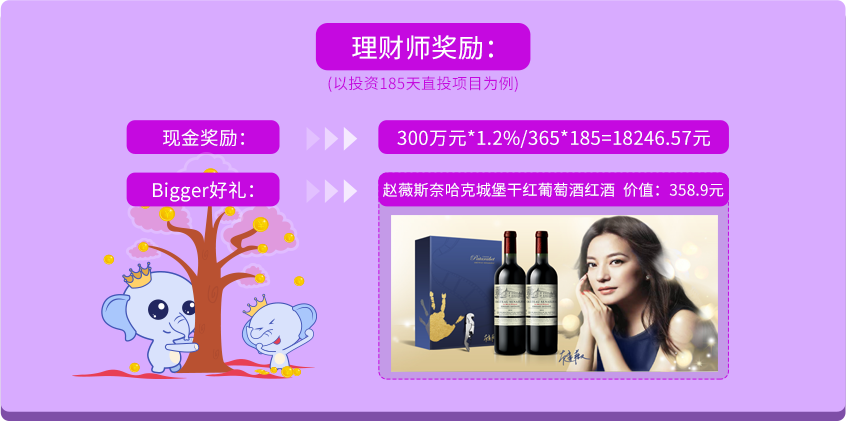 理财师奖励：
(以投资185天直投项目为例)
现金奖励：
300万元*1.2%/365*185=18246.57元
Bigger好礼：
赵薇斯奈哈克城堡干红葡萄酒红酒 价值：358.9元